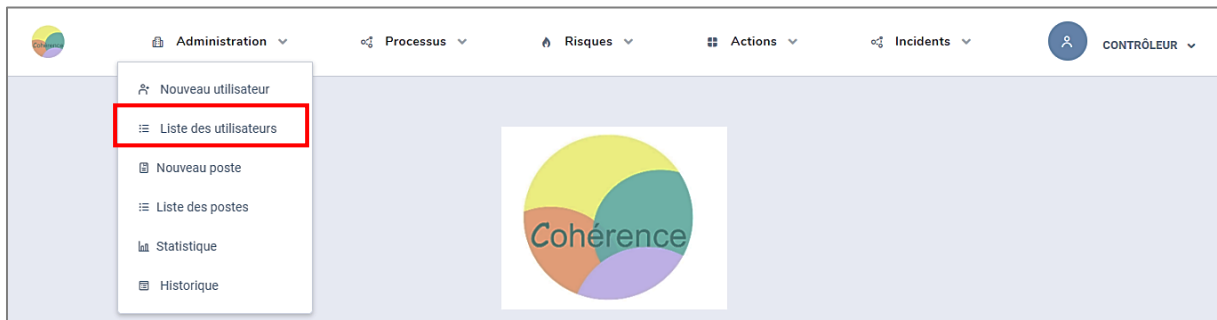 Cohérence
Administration
Processus
Risques
Actions
Incidents
CONTRÔLEUR
Nouveau utilisateur
Liste des utilisateurs
Nouveau poste
Liste des postes
Statistique
Historique
Cohérence